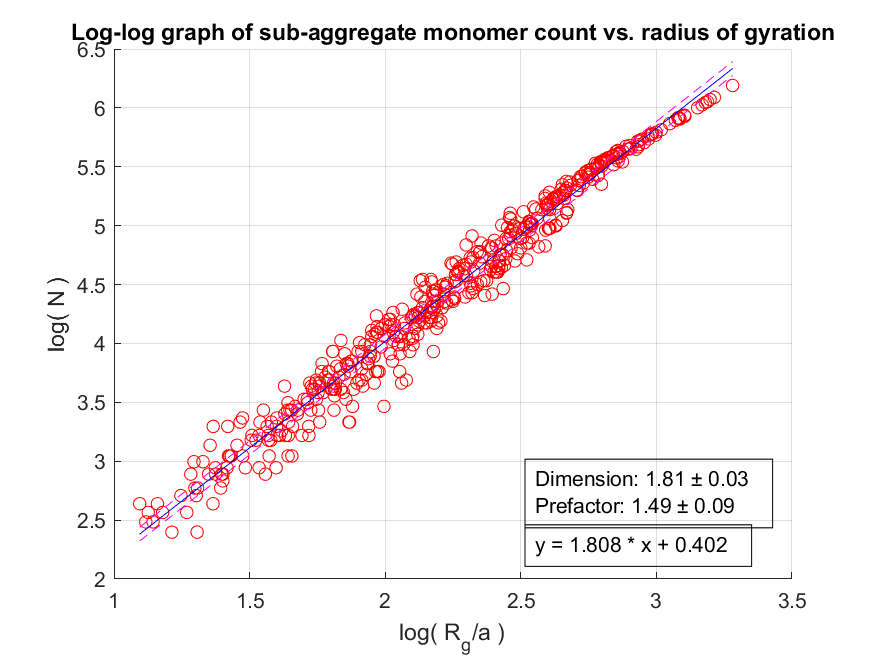 Log-log graph of sub-aggregate monomer count vs. radius of gyration
6.5
6
5.5
5
4.5
4
3.5
3
2.5
2
log( N )
Dimension: 1.81 ± 0.03
Prefactor: 1.49 ± 0.09
y = 1.808 * x + 0.402
1 1.5 2 2.5 3 3.5
log( R_g/a )